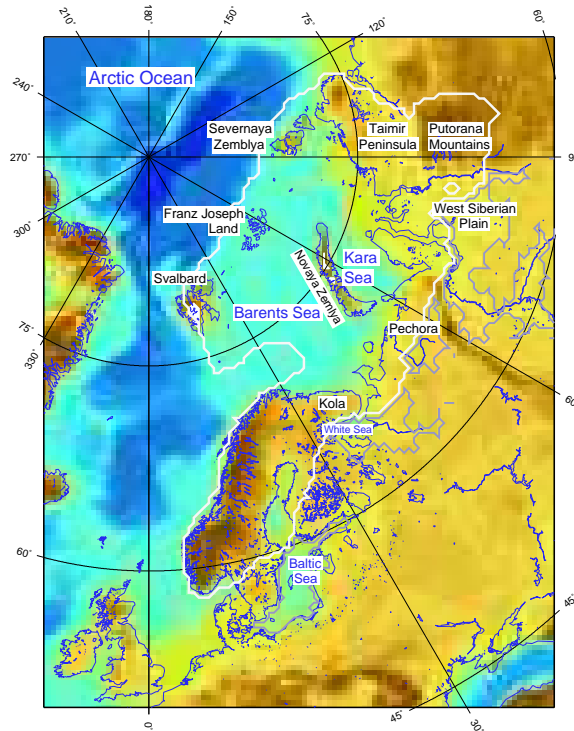 210°
180°
150°
75°
120°
60°
Arctic Ocean
240°
Severnaya
Zemblya
Taimir
Peninsula
Putorana
Mountains
270°
9
West Siberian
Plain
300°
Franz Joseph
Land
Kara
Sea
Svalbard
Novaya Zemlya
Barents Sea
75°
330°
Pechora
60
Kola
White Sea
60°
Baltic
Sea
45°
0°
45°
30°